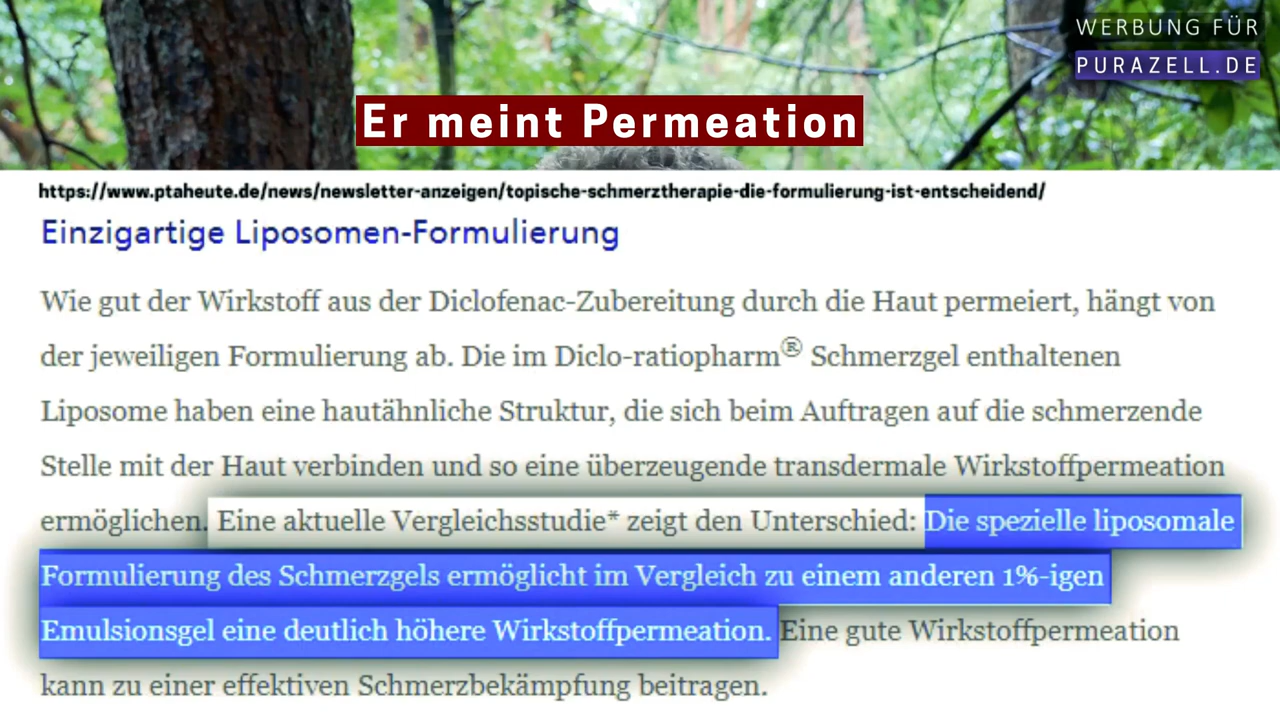 WERBUNG FÜR
PURAZELL.DE
Er meint Permeation
https://www.ptaheute.de/news/newsletter-anzeigen/topische-schmerztherapie-die-formulierung-ist-entscheidend/
Einzigartige Liposomen-Formulierung
Wie gut der Wirkstoff aus der Diclofenac-Zubereitung durch die Haut permeiert, hängt von
der jeweiligen Formulierung ab. Die im Diclo-ratiopharm® Schmerzgel enthaltenen
Liposome haben eine hautähnliche Struktur, die sich beim Auftragen auf die schmerzende
Stelle mit der Haut verbinden und so eine überzeugende transdermale Wirkstoffpermeation
ermöglichen. Eine aktuelle Vergleichsstudie* zeigt den Unterschied: Die spezielle liposomale
Formulierung des Schmerzgels ermöglicht im Vergleich zu einem anderen 1%-igen
Emulsionsgel eine deutlich höhere Wirkstoffpermeation. Eine gute Wirkstoffpermeation
kann zu einer effektiven Schmerzbekämpfung beitragen.